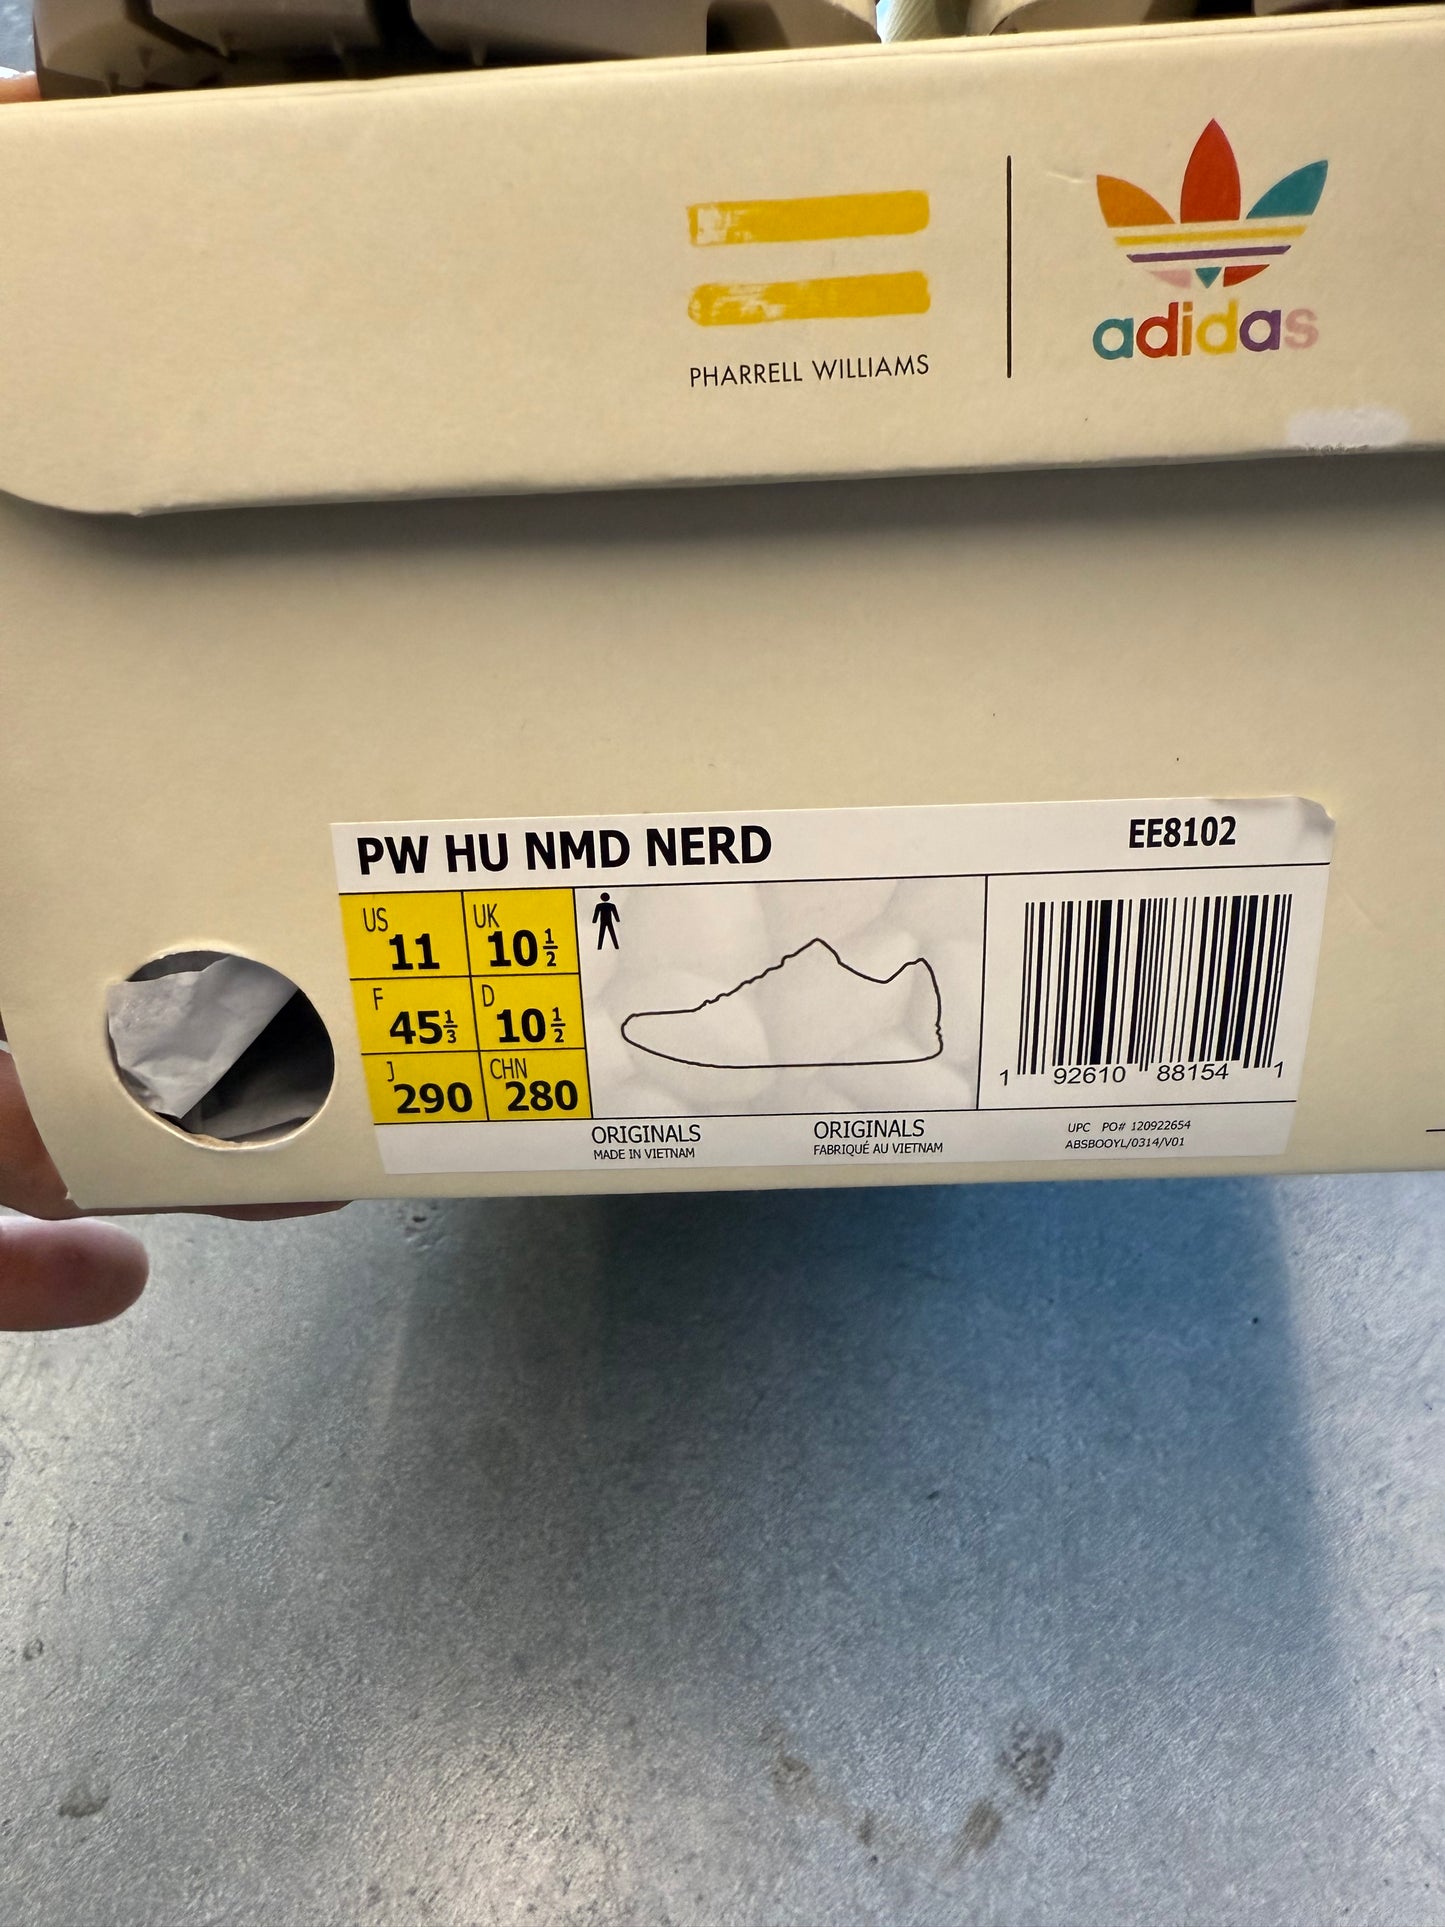 PHARRELL WILLIAMS
adidas
PW HU NMD NERD
EE8102
US 11
UK 10½
F 45⅓
D 10½
J 290
CHN 280
1 92610 88154 1
ORIGINALS
MADE IN VIETNAM
ORIGINALS
FABRIQUÉ AU VIETNAM
UPC PO# 120922654
ABSBOOYL/0314/V01